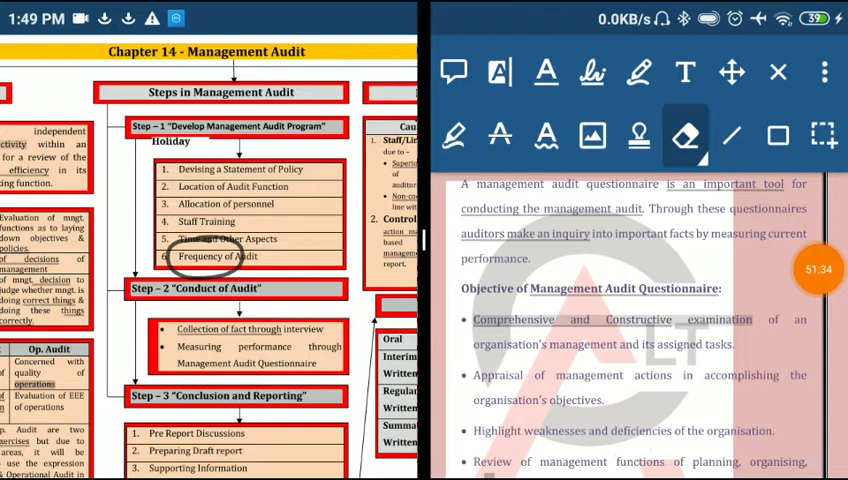 1:49 PM
0.0KB/s
39
Chapter 14 - Management Audit
independent
within an
for a review of the
efficiency in its
ing function.
Evaluation of mngt.
functions as to laying
down objectives &
policies.
of decisions of
management
of mngt, decision to
judge whether mngt. is
doing correct things &
doing these things
correctly.
Op. Audit
Concerned with
quality of
operations
Evaluation of EEE
of operations
p. Audit are two
exercises but due to
areas, it will be
to use the expression
& Operational Audit in
Steps in Management Audit
Step – 1 "Develop Management Audit Program"
Holiday
1. Devising a Statement of Policy
2. Location of Audit Function
3. Allocation of personnel
4. Staff Training
5. Time and Other Aspects
6. Frequency of Audit
Step – 2 "Conduct of Audit"
• Collection of fact through interview
• Measuring performance through
Management Audit Questionnaire
Step – 3 "Conclusion and Reporting"
1. Pre Report Discussions
2. Preparing Draft report
3. Supporting Information
Cau
1. Staff/Lin
due to –
• Superio
of
auditor
• Non-co
line wit
2. Control
action ma
based
managem
report.
Oral
Interim
Written
Regular
Written
Summa
Written
51:34
A management audit questionnaire is an important tool for
conducting the management audit. Through these questionnaires
auditors make an inquiry into important facts by measuring current
performance.
Objective of Management Audit Questionnaire:
• Comprehensive and Constructive examination of an
organisation's management and its assigned tasks.
• Appraisal of management actions in accomplishing the
organisation's objectives.
• Highlight weaknesses and deficiencies of the organisation.
• Review of management functions of planning, organising,
LT